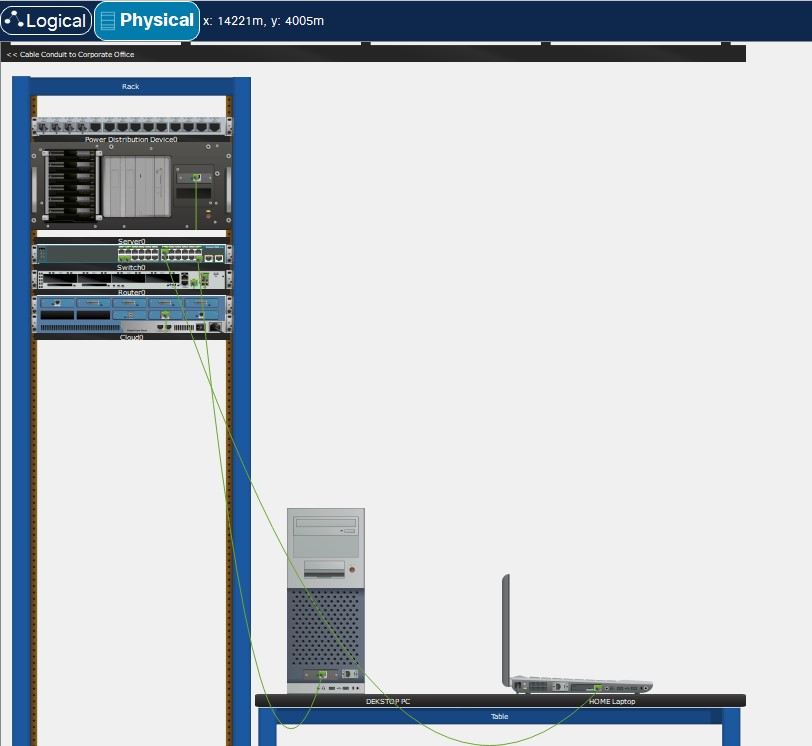 Logical
Physical
x: 14221m, y: 4005m
<< Cable Conduit to Corporate Office
Rack
Power Distribution Device0
Server0
Switch0
Router0
Cloud0
DEKSTOP PC
HOME Laptop
Table